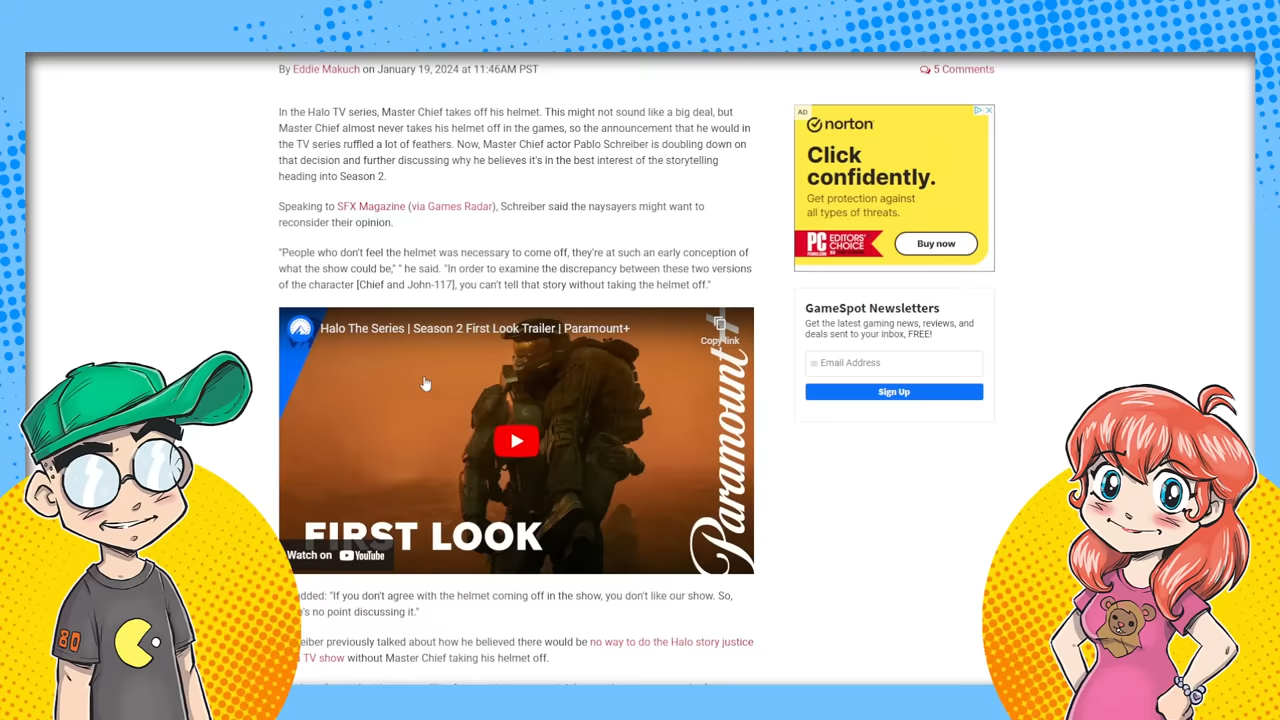 By Eddie Makuch on January 19, 2024 at 11:46AM PST
5 Comments
In the Halo TV series, Master Chief takes off his helmet. This might not sound like a big deal, but
Master Chief almost never takes his helmet off in the games, so the announcement that he would in
the TV series ruffled a lot of feathers. Now, Master Chief actor Pablo Schreiber is doubling down on
that decision and further discussing why he believes it's in the best interest of the storytelling
heading into Season 2.
Speaking to SFX Magazine (via Games Radar), Schreiber said the naysayers might want to
reconsider their opinion.
"People who don't feel the helmet was necessary to come off, they're at such an early conception of
what the show could be," " he said. "In order to examine the discrepancy between these two versions
of the character [Chief and John-117], you can't tell that story without taking the helmet off."
Halo The Series | Season 2 First Look Trailer | Paramount+
Copy link
Paramount+
FIRST LOOK
Watch on YouTube
added: "If you don't agree with the helmet coming off in the show, you don't like our show. So,
's no point discussing it."
eiber previously talked about how he believed there would be no way to do the Halo story justice
TV show without Master Chief taking his helmet off.
AD
norton
Click
confidently.
Get protection against
all types of threats.
PC EDITORS' CHOICE
Buy now
GameSpot Newsletters
Get the latest gaming news, reviews, and
deals sent to your inbox, FREE!
Email Address
Sign Up
80